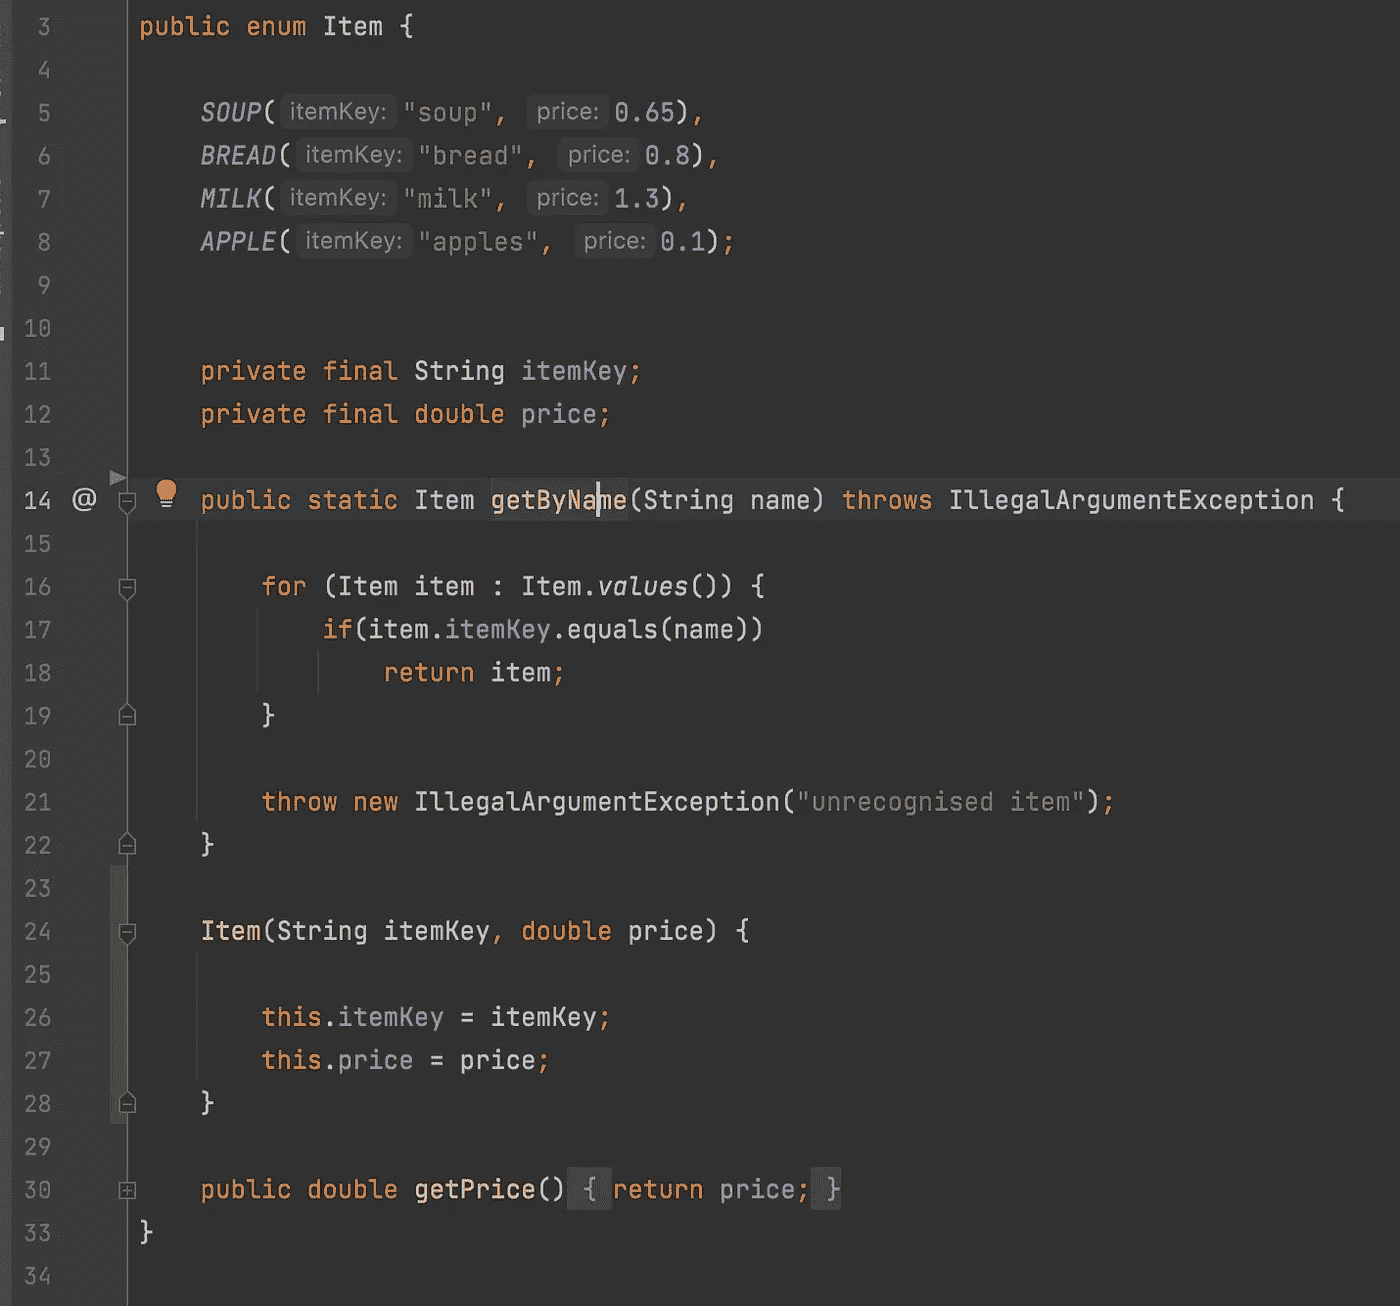 3 public enum Item {
4
5 SOUP( itemKey: "soup", price: 0.65),
6 BREAD( itemKey: "bread", price: 0.8),
7 MILK( itemKey: "milk", price: 1.3),
8 APPLE( itemKey: "apples", price: 0.1);
9
10
11 private final String itemKey;
12 private final double price;
13
14 @ public static Item getByName(String name) throws IllegalArgumentException {
15
16 for (Item item : Item.values()) {
17 if(item.itemKey.equals(name))
18 return item;
19 }
20
21 throw new IllegalArgumentException("unrecognised item");
22 }
23
24 Item(String itemKey, double price) {
25
26 this.itemKey = itemKey;
27 this.price = price;
28 }
29
30 public double getPrice() { return price; }
33 }
34